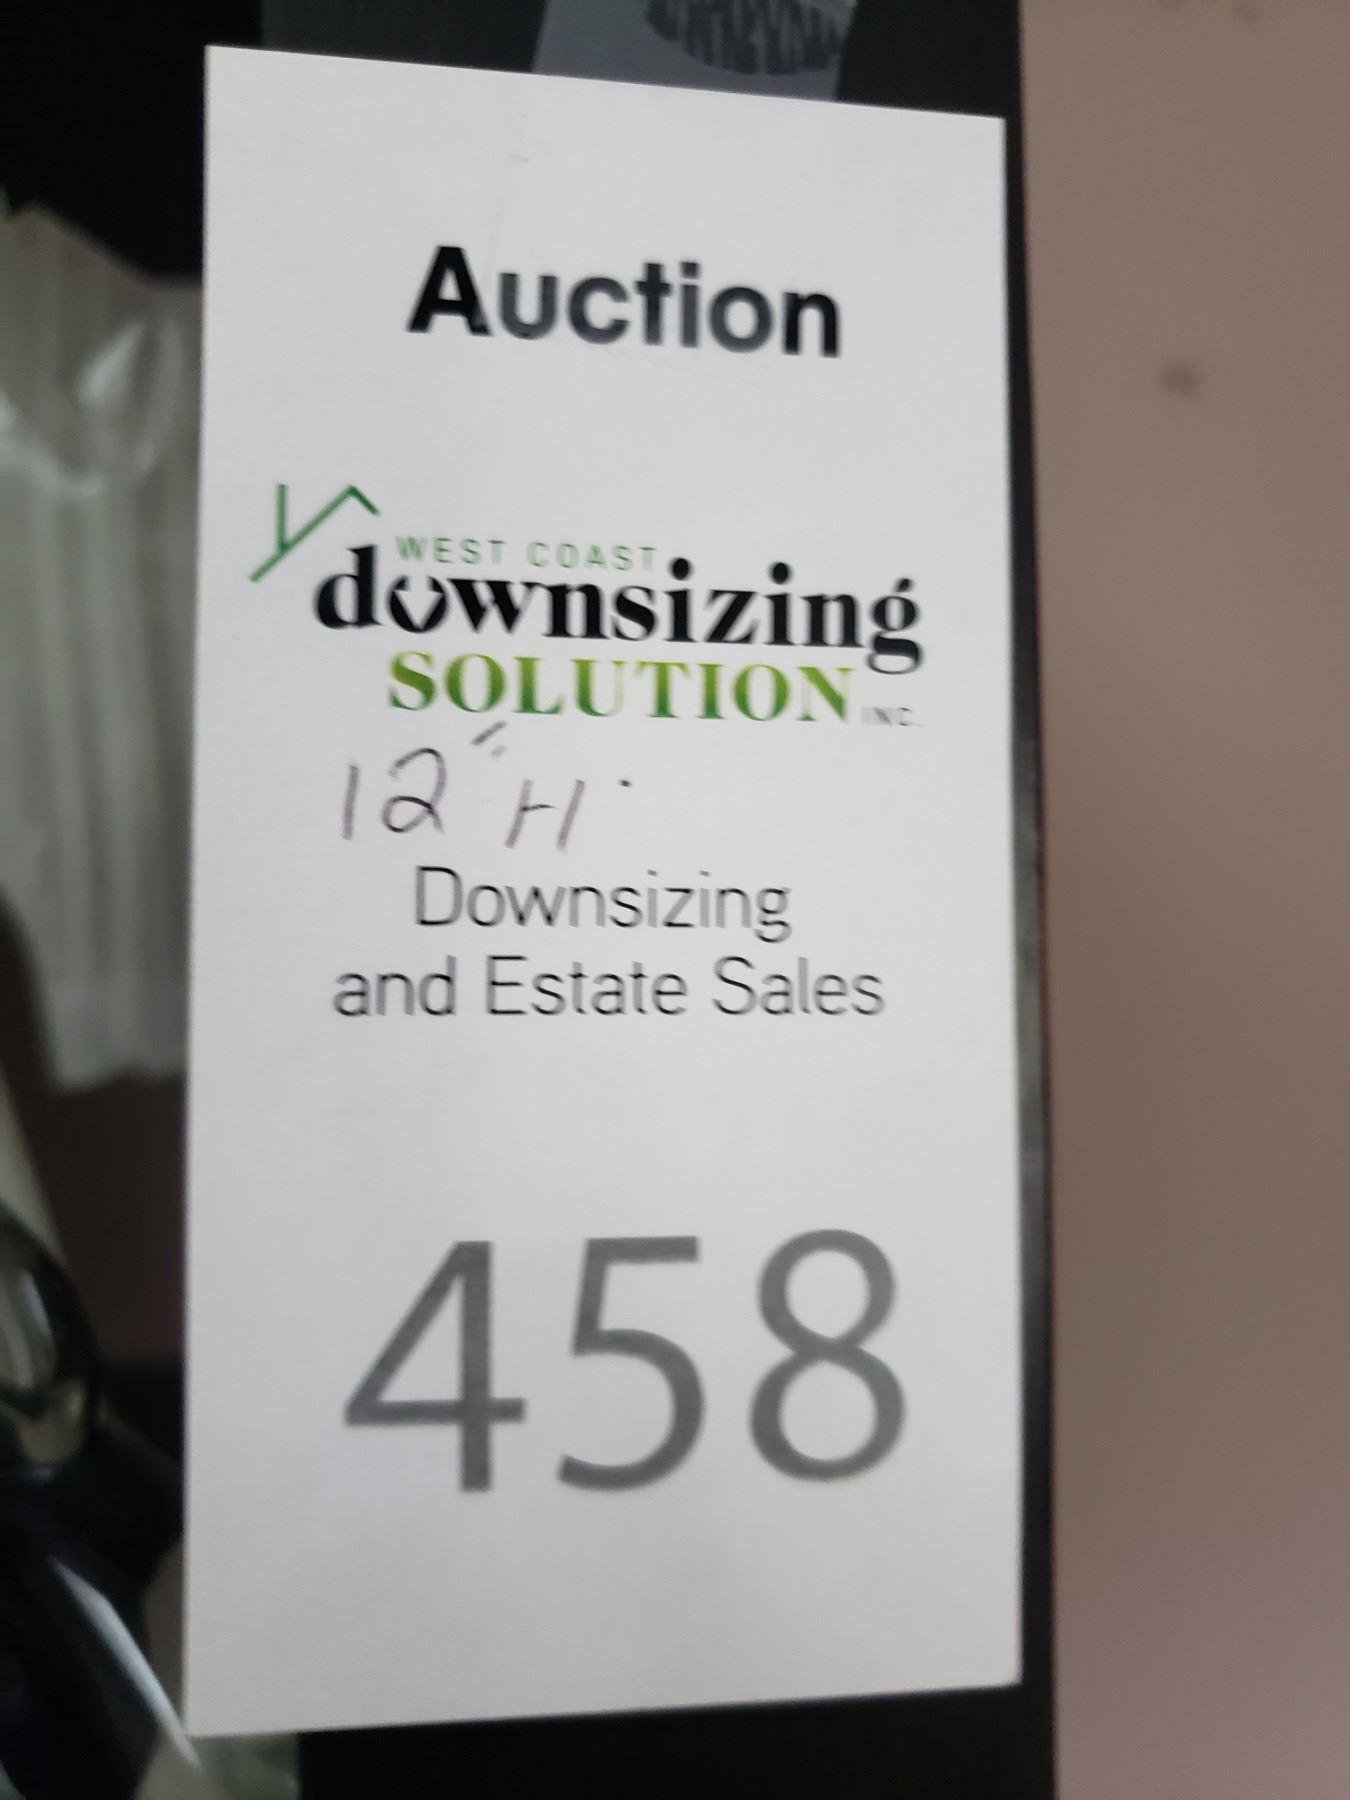 Auction
WEST COAST
downsizing
SOLUTION INC.
12" H.
Downsizing
and Estate Sales
458